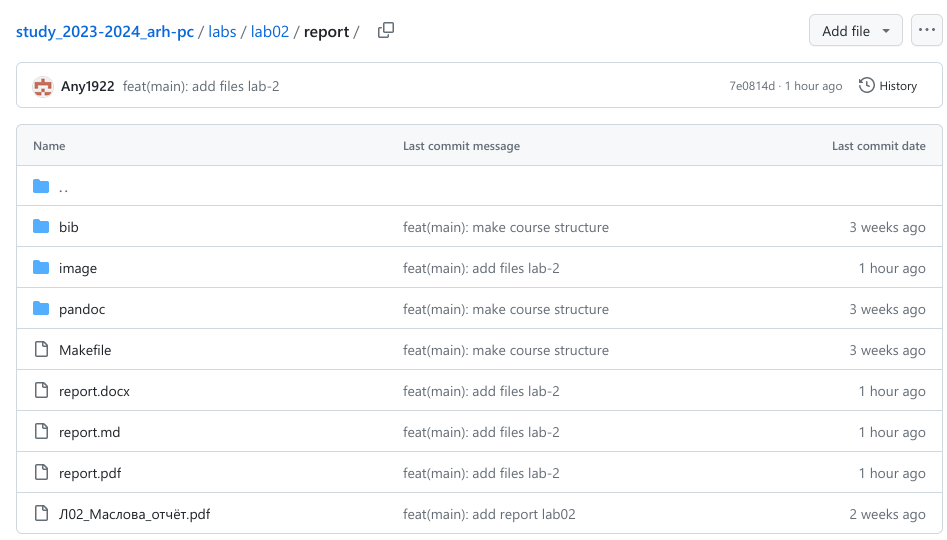 study_2023-2024_arh-pc / labs / lab02 / report / Add file
Any1922 feat(main): add files lab-2 7e0814d · 1 hour ago History
Name Last commit message Last commit date
..
bib feat(main): make course structure 3 weeks ago
image feat(main): add files lab-2 1 hour ago
pandoc feat(main): make course structure 3 weeks ago
Makefile feat(main): make course structure 3 weeks ago
report.docx feat(main): add files lab-2 1 hour ago
report.md feat(main): add files lab-2 1 hour ago
report.pdf feat(main): add files lab-2 1 hour ago
Л02_Маслова_отчёт.pdf feat(main): add report lab02 2 weeks ago